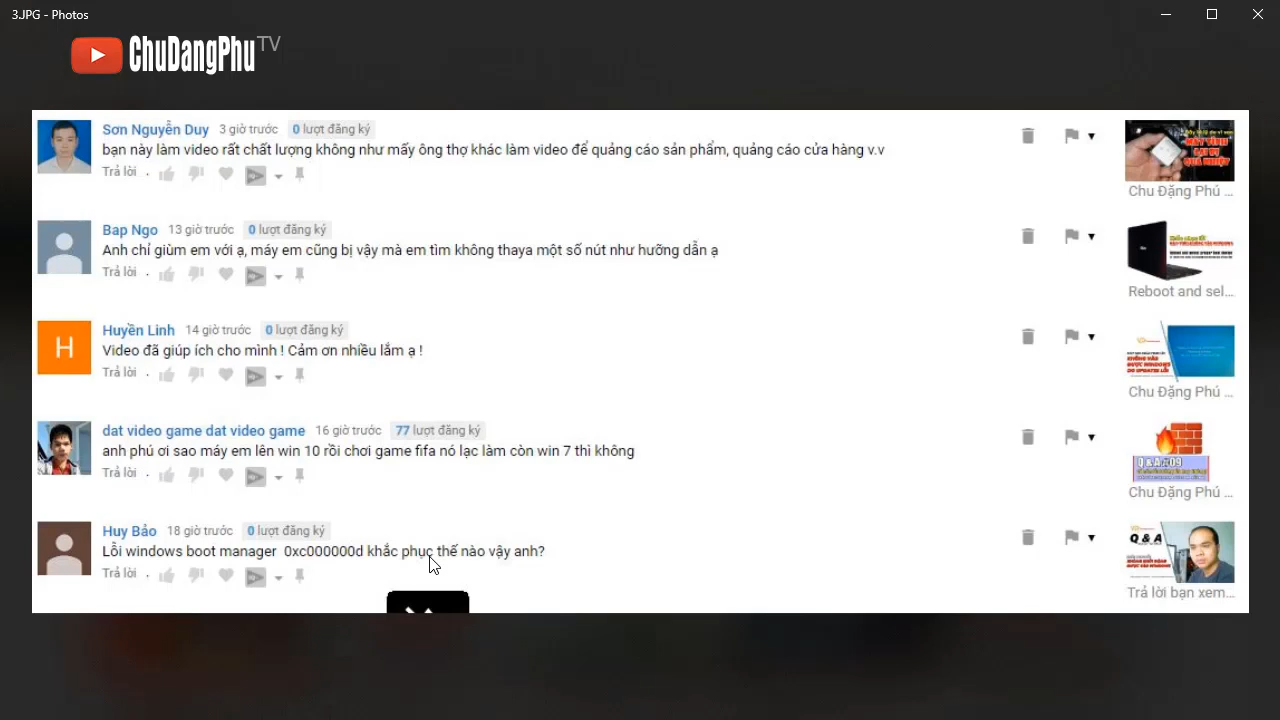 3.JPG - Photos
ChuDangPhu TV
Sơn Nguyễn Duy 3 giờ trước 0 lượt đăng ký
bạn này làm video rất chất lượng không như mấy ông thợ khác làm video để quảng cáo sản phẩm, quảng cáo cửa hàng v.v
Trả lời ·
Chu Đặng Phú ...
Bap Ngo 13 giờ trước 0 lượt đăng ký
Anh chỉ giùm em với ạ, máy em cũng bị vậy mà em tìm không thaya một số nút như hưỡng dẫn ạ
Trả lời ·
Reboot and sel...
Huyền Linh 14 giờ trước 0 lượt đăng ký
Video đã giúp ích cho mình ! Cảm ơn nhiều lắm ạ !
Trả lời ·
Chu Đặng Phú ...
dat video game dat video game 16 giờ trước 77 lượt đăng ký
anh phú ơi sao máy em lên win 10 rồi chơi game fifa nó lạc làm còn win 7 thì không
Trả lời ·
Q & A #09
Chu Đặng Phú ...
H
Huy Bảo 18 giờ trước 0 lượt đăng ký
Lỗi windows boot manager 0xc000000d khắc phục thế nào vậy anh?
Trả lời ·
Q & A
Trả lời bạn xem...